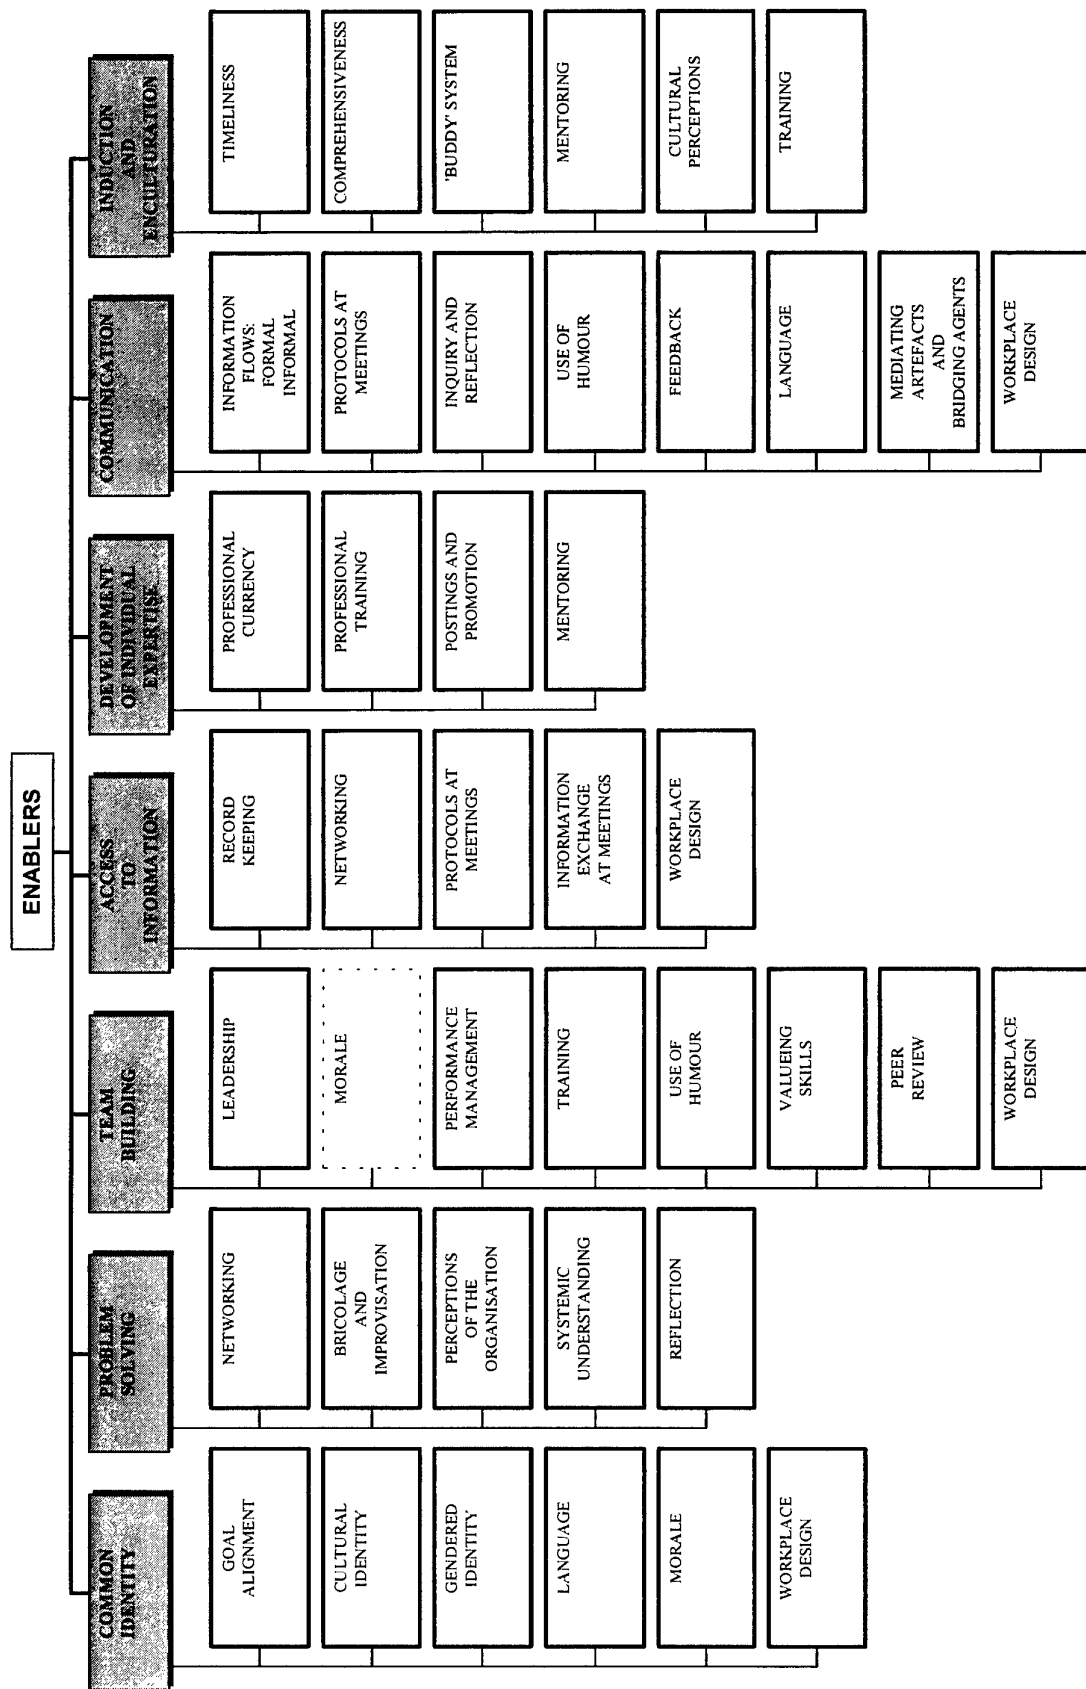 ENABLERS
COMMON
IDENTITY
GOAL
ALIGNMENT
CULTURAL
IDENTITY
GENDERED
IDENTITY
LANGUAGE
MORALE
WORKPLACE
DESIGN
PROBLEM
SOLVING
NETWORKING
BRICOLAGE
AND
IMPROVISATION
PERCEPTIONS
OF THE
ORGANISATION
SYSTEMIC
UNDERSTANDING
REFLECTION
TEAM
BUILDING
LEADERSHIP
MORALE
PERFORMANCE
MANAGEMENT
TRAINING
USE OF
HUMOUR
VALUEING
SKILLS
PEER
REVIEW
WORKPLACE
DESIGN
ACCESS
TO
INFORMATION
RECORD
KEEPING
NETWORKING
PROTOCOLS AT
MEETINGS
INFORMATION
EXCHANGE
AT MEETINGS
WORKPLACE
DESIGN
DEVELOPMENT
OF INDIVIDUAL
EXPERTISE
PROFESSIONAL
CURRENCY
PROFESSIONAL
TRAINING
POSTINGS AND
PROMOTION
MENTORING
COMMUNICATION
INFORMATION
FLOWS:
FORMAL
INFORMAL
PROTOCOLS AT
MEETINGS
INQUIRY AND
REFLECTION
USE OF
HUMOUR
FEEDBACK
LANGUAGE
MEDIATING
ARTEFACTS
AND
BRIDGING AGENTS
WORKPLACE
DESIGN
INDUCTION
AND
ENCULTURATION
TIMELINESS
COMPREHENSIVENESS
'BUDDY' SYSTEM
MENTORING
CULTURAL
PERCEPTIONS
TRAINING